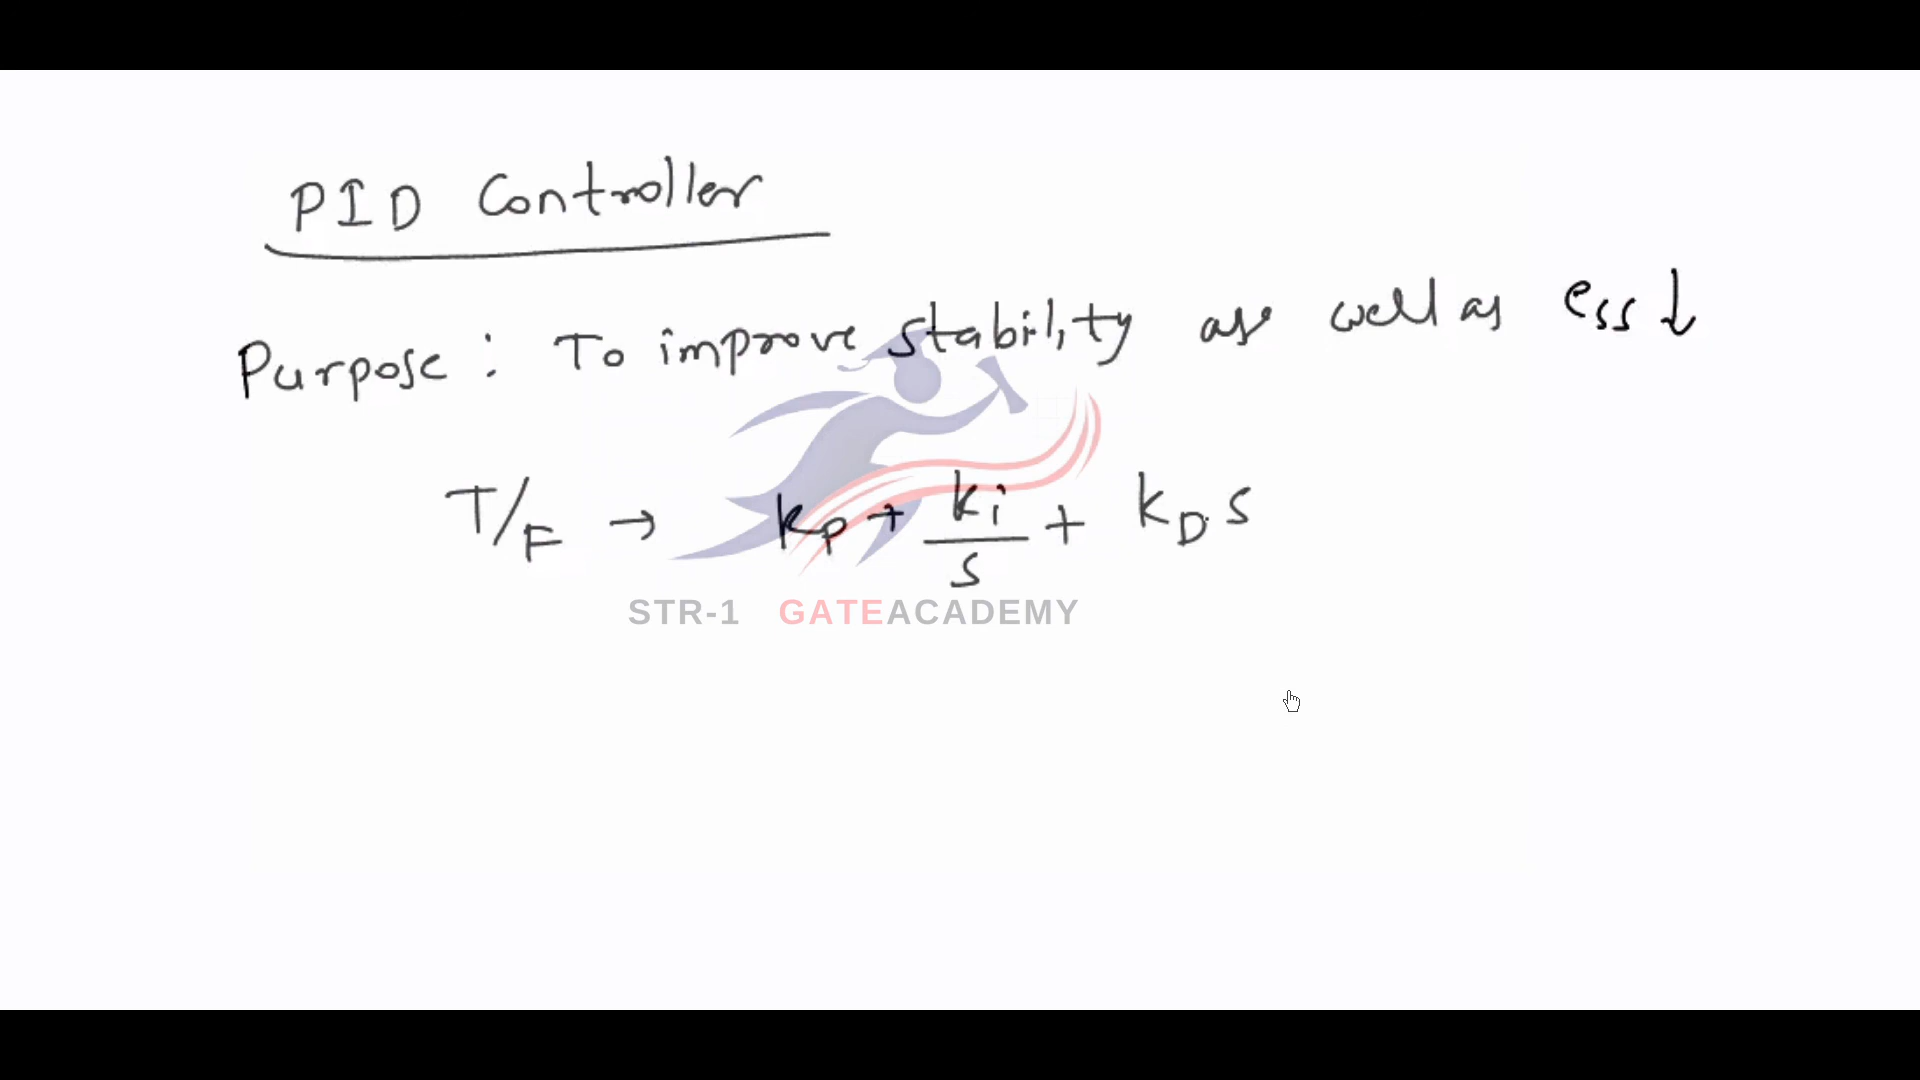 PID Controller
Purpose : To improve stability as well as ess ↓
T/F → kp + ki/s + kD s
STR-1 GATEACADEMY